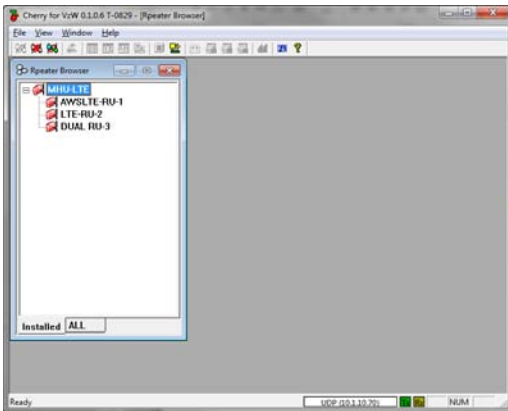 Cherry for VzW 0.1.0.6 T-0829 - [Rpeater Browser]
File View Window Help
Rpeater Browser
MHU-LTE
AWSLTE-RU-1
LTE-RU-2
DUAL RU-3
Installed ALL
Ready UDP (10.1.10.70) NUM